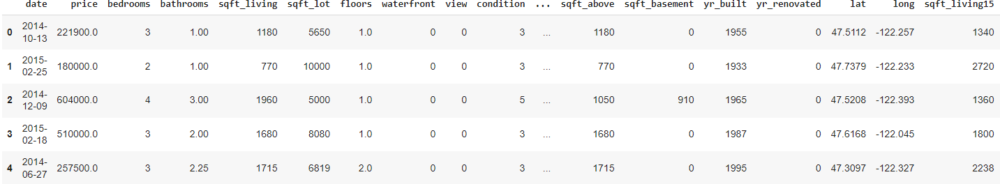 date price bedrooms bathrooms sqft_living sqft_lot floors waterfront view condition ... sqft_above sqft_basement yr_built yr_renovated lat long sqft_living15
0 2014-10-13 221900.0 3 1.00 1180 5650 1.0 0 0 3 ... 1180 0 1955 0 47.5112 -122.257 1340
1 2015-02-25 180000.0 2 1.00 770 10000 1.0 0 0 3 ... 770 0 1933 0 47.7379 -122.233 2720
2 2014-12-09 604000.0 4 3.00 1960 5000 1.0 0 0 5 ... 1050 910 1965 0 47.5208 -122.393 1360
3 2015-02-18 510000.0 3 2.00 1680 8080 1.0 0 0 3 ... 1680 0 1987 0 47.6168 -122.045 1800
4 2014-06-27 257500.0 3 2.25 1715 6819 2.0 0 0 3 ... 1715 0 1995 0 47.3097 -122.327 2238